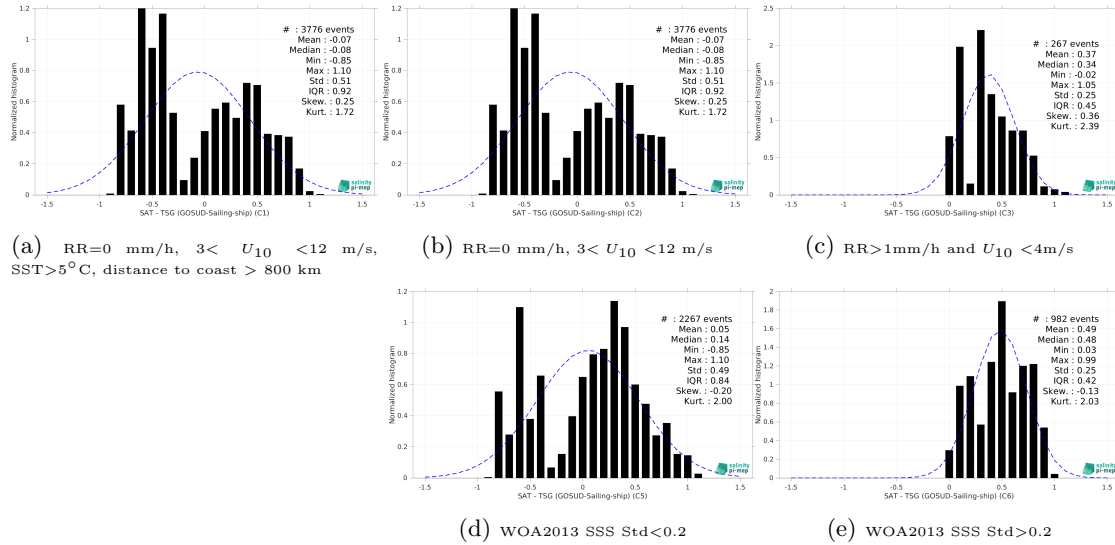 # : 3776 events
Mean : -0.07
Median : -0.08
Min : -0.85
Max : 1.10
Std : 0.51
IQR : 0.92
Skew. : 0.25
Kurt. : 1.72
Normalized histogram
0
0.2
0.4
0.6
0.8
1
1.2
-1.5
-1
-0.5
0
0.5
1
1.5
salinity
pi-mep
SAT - TSG (GOSUD-Sailing-ship) (C1)
(a) RR=0 mm/h, 3< U10 <12 m/s,
SST>5°C, distance to coast > 800 km
# : 3776 events
Mean : -0.07
Median : -0.08
Min : -0.85
Max : 1.10
Std : 0.51
IQR : 0.92
Skew. : 0.25
Kurt. : 1.72
Normalized histogram
0
0.2
0.4
0.6
0.8
1
1.2
-1.5
-1
-0.5
0
0.5
1
1.5
salinity
pi-mep
SAT - TSG (GOSUD-Sailing-ship) (C2)
(b) RR=0 mm/h, 3< U10 <12 m/s
# : 267 events
Mean : 0.37
Median : 0.34
Min : -0.02
Max : 1.05
Std : 0.25
IQR : 0.45
Skew. : 0.36
Kurt. : 2.39
Normalized histogram
0
0.5
1
1.5
2
2.5
-1.5
-1
-0.5
0
0.5
1
1.5
salinity
pi-mep
SAT - TSG (GOSUD-Sailing-ship) (C3)
(c) RR>1mm/h and U10 <4m/s
# : 2267 events
Mean : 0.05
Median : 0.14
Min : -0.85
Max : 1.10
Std : 0.49
IQR : 0.84
Skew. : -0.20
Kurt. : 2.00
Normalized histogram
0
0.2
0.4
0.6
0.8
1
1.2
-1.5
-1
-0.5
0
0.5
1
1.5
salinity
pi-mep
SAT - TSG (GOSUD-Sailing-ship) (C5)
(d) WOA2013 SSS Std<0.2
# : 982 events
Mean : 0.49
Median : 0.48
Min : 0.03
Max : 0.99
Std : 0.25
IQR : 0.42
Skew. : -0.13
Kurt. : 2.03
Normalized histogram
0
0.2
0.4
0.6
0.8
1
1.2
1.4
1.6
1.8
2
-1.5
-1
-0.5
0
0.5
1
1.5
salinity
pi-mep
SAT - TSG (GOSUD-Sailing-ship) (C6)
(e) WOA2013 SSS Std>0.2